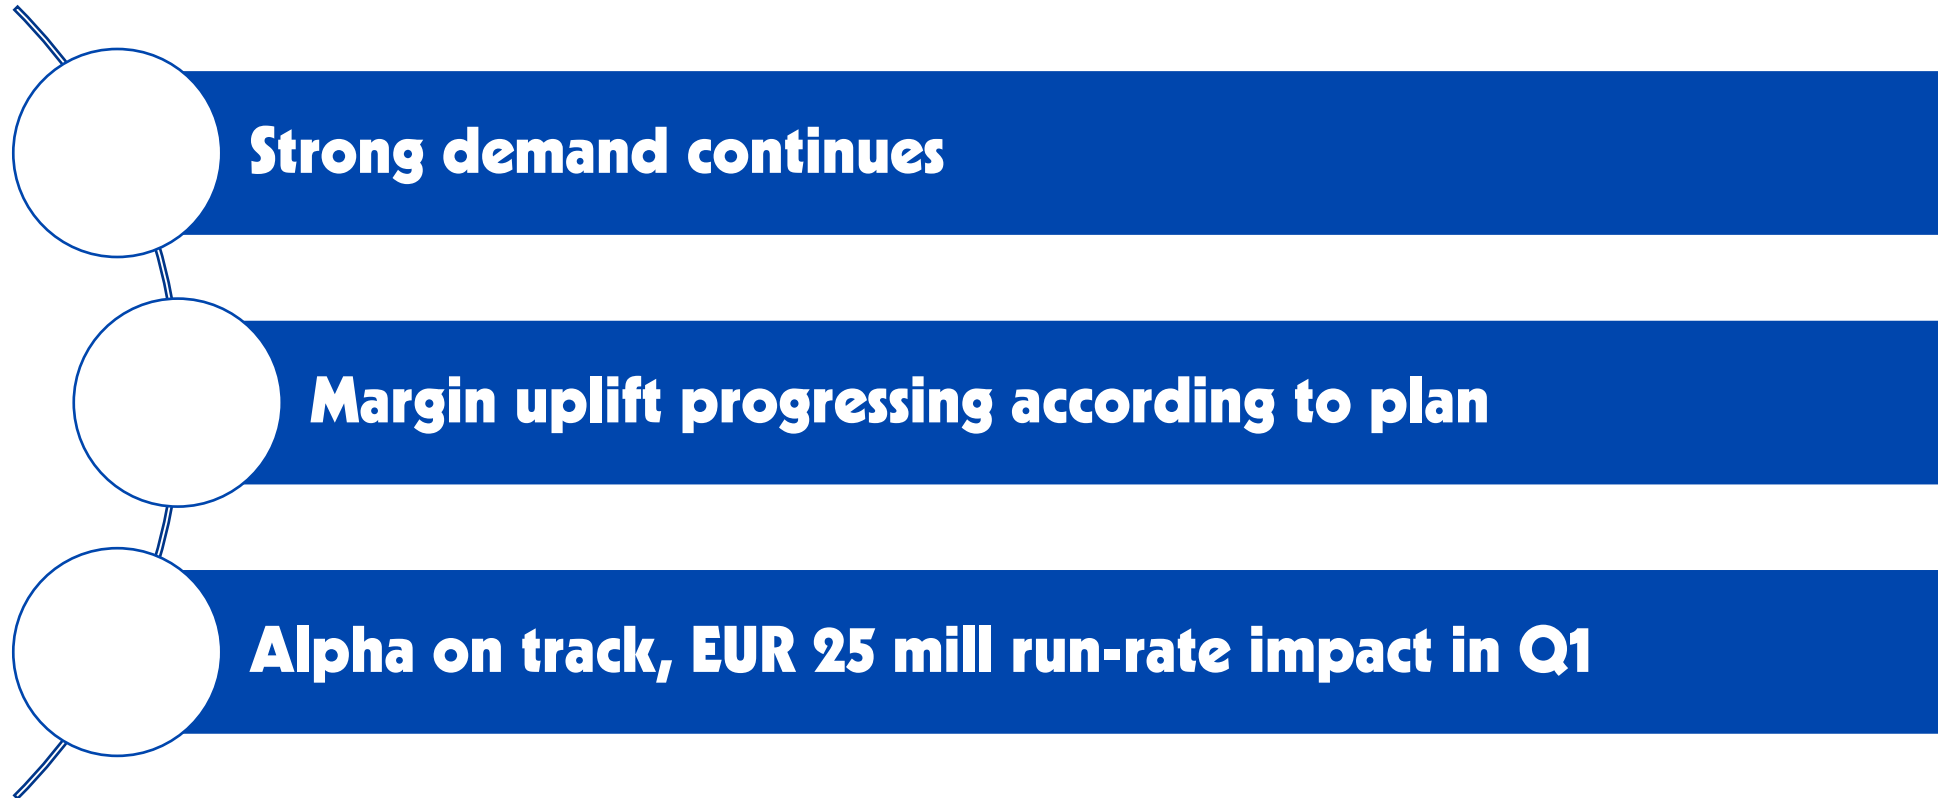 Strong demand continues
Margin uplift progressing according to plan
Alpha on track, EUR 25 mill run-rate impact in Q1